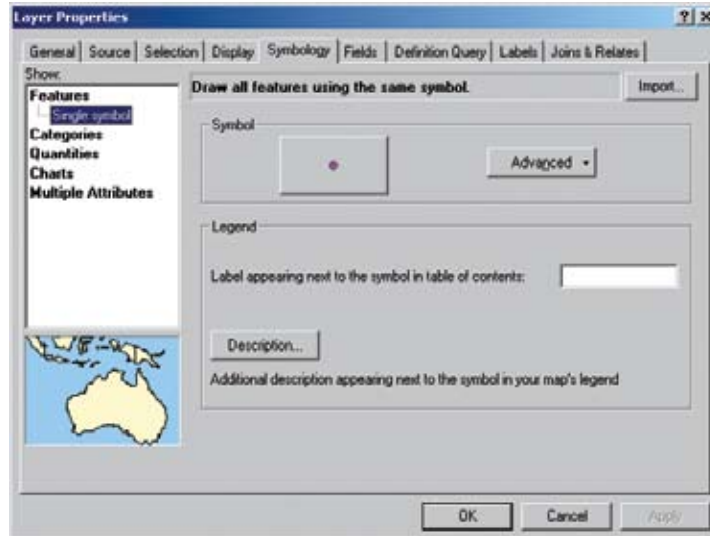 Layer Properties
General Source Selection Display Symbology Fields Definition Query Labels Joins & Relates
Show:
Features
Single symbol
Categories
Quantities
Charts
Multiple Attributes
Draw all features using the same symbol.
Import...
Symbol
Advanced
Legend
Label appearing next to the symbol in table of contents:
Description...
Additional description appearing next to the symbol in your map's legend
OK Cancel Apply